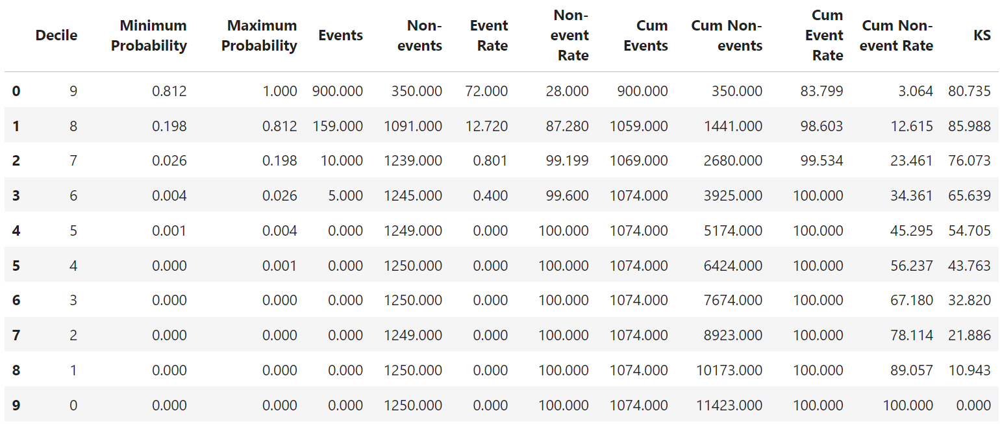 Decile Minimum Probability Maximum Probability Events Non-events Event Rate Non-event Rate Cum Events Cum Non-events Cum Event Rate Cum Non-event Rate KS
0 9 0.812 1.000 900.000 350.000 72.000 28.000 900.000 350.000 83.799 3.064 80.735
1 8 0.198 0.812 159.000 1091.000 12.720 87.280 1059.000 1441.000 98.603 12.615 85.988
2 7 0.026 0.198 10.000 1239.000 0.801 99.199 1069.000 2680.000 99.534 23.461 76.073
3 6 0.004 0.026 5.000 1245.000 0.400 99.600 1074.000 3925.000 100.000 34.361 65.639
4 5 0.001 0.004 0.000 1249.000 0.000 100.000 1074.000 5174.000 100.000 45.295 54.705
5 4 0.000 0.001 0.000 1250.000 0.000 100.000 1074.000 6424.000 100.000 56.237 43.763
6 3 0.000 0.000 0.000 1250.000 0.000 100.000 1074.000 7674.000 100.000 67.180 32.820
7 2 0.000 0.000 0.000 1249.000 0.000 100.000 1074.000 8923.000 100.000 78.114 21.886
8 1 0.000 0.000 0.000 1250.000 0.000 100.000 1074.000 10173.000 100.000 89.057 10.943
9 0 0.000 0.000 0.000 1250.000 0.000 100.000 1074.000 11423.000 100.000 100.000 0.000